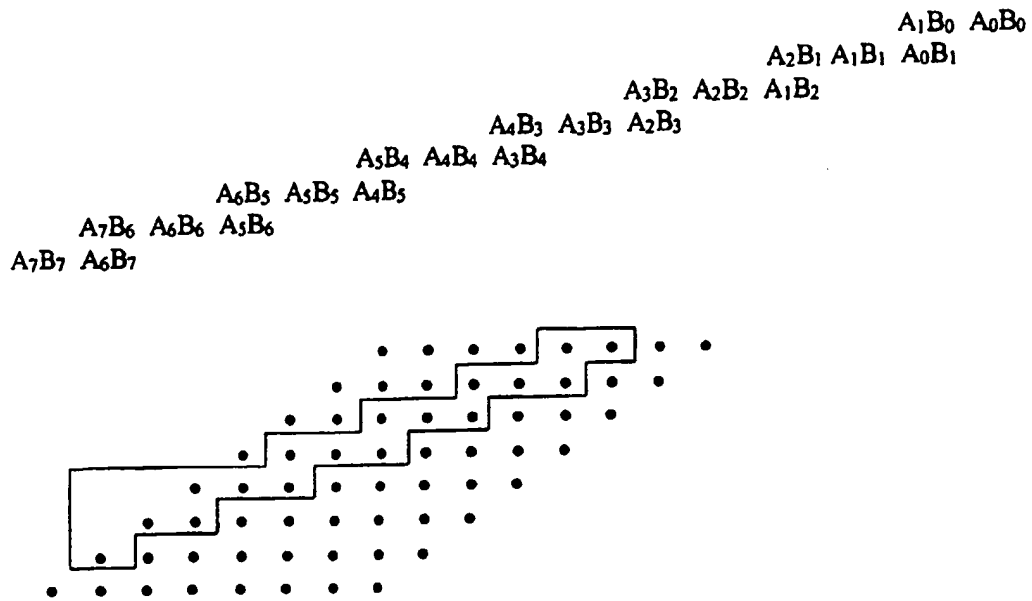 A₁B₀ A₀B₀
A₂B₁ A₁B₁ A₀B₁
A₃B₂ A₂B₂ A₁B₂
A₄B₃ A₃B₃ A₂B₃
A₅B₄ A₄B₄ A₃B₄
A₆B₅ A₅B₅ A₄B₅
A₇B₆ A₆B₆ A₅B₆
A₇B₇ A₆B₇